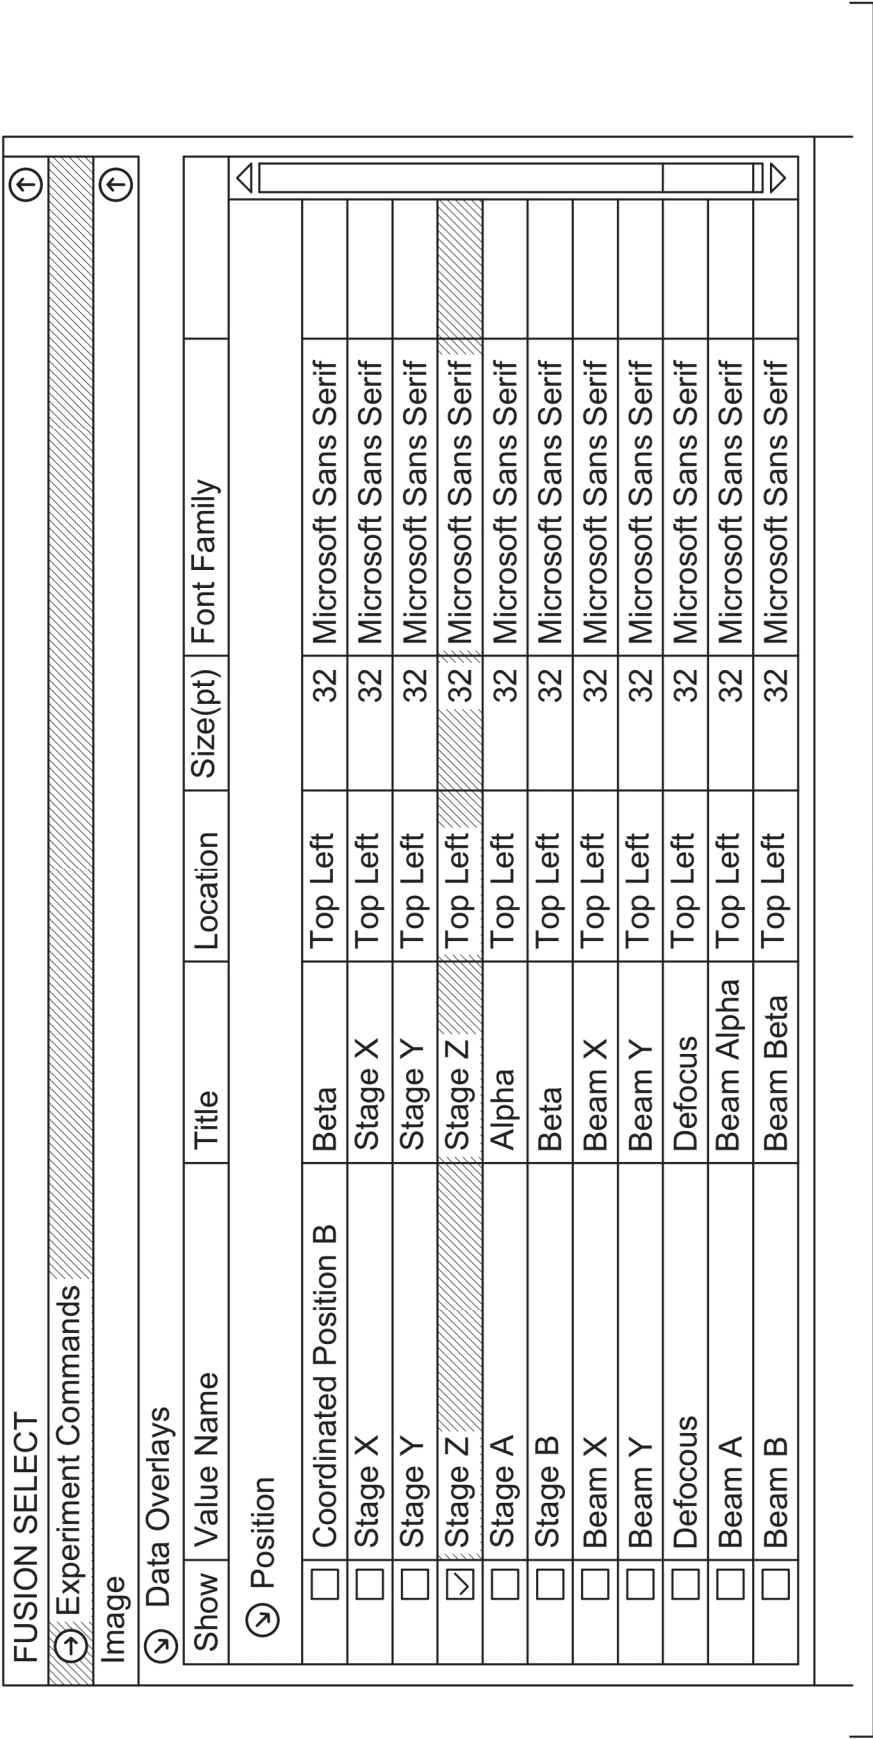 FUSION SELECT
Experiment Commands
Image
Data Overlays
Show Value Name Title Location Size(pt) Font Family
Position
Coordinated Position B Beta Top Left 32 Microsoft Sans Serif
Stage X Stage X Top Left 32 Microsoft Sans Serif
Stage Y Stage Y Top Left 32 Microsoft Sans Serif
Stage Z Stage Z Top Left 32 Microsoft Sans Serif
Stage A Alpha Top Left 32 Microsoft Sans Serif
Stage B Beta Top Left 32 Microsoft Sans Serif
Beam X Beam X Top Left 32 Microsoft Sans Serif
Beam Y Beam Y Top Left 32 Microsoft Sans Serif
Defocous Defocus Top Left 32 Microsoft Sans Serif
Beam A Beam Alpha Top Left 32 Microsoft Sans Serif
Beam B Beam Beta Top Left 32 Microsoft Sans Serif